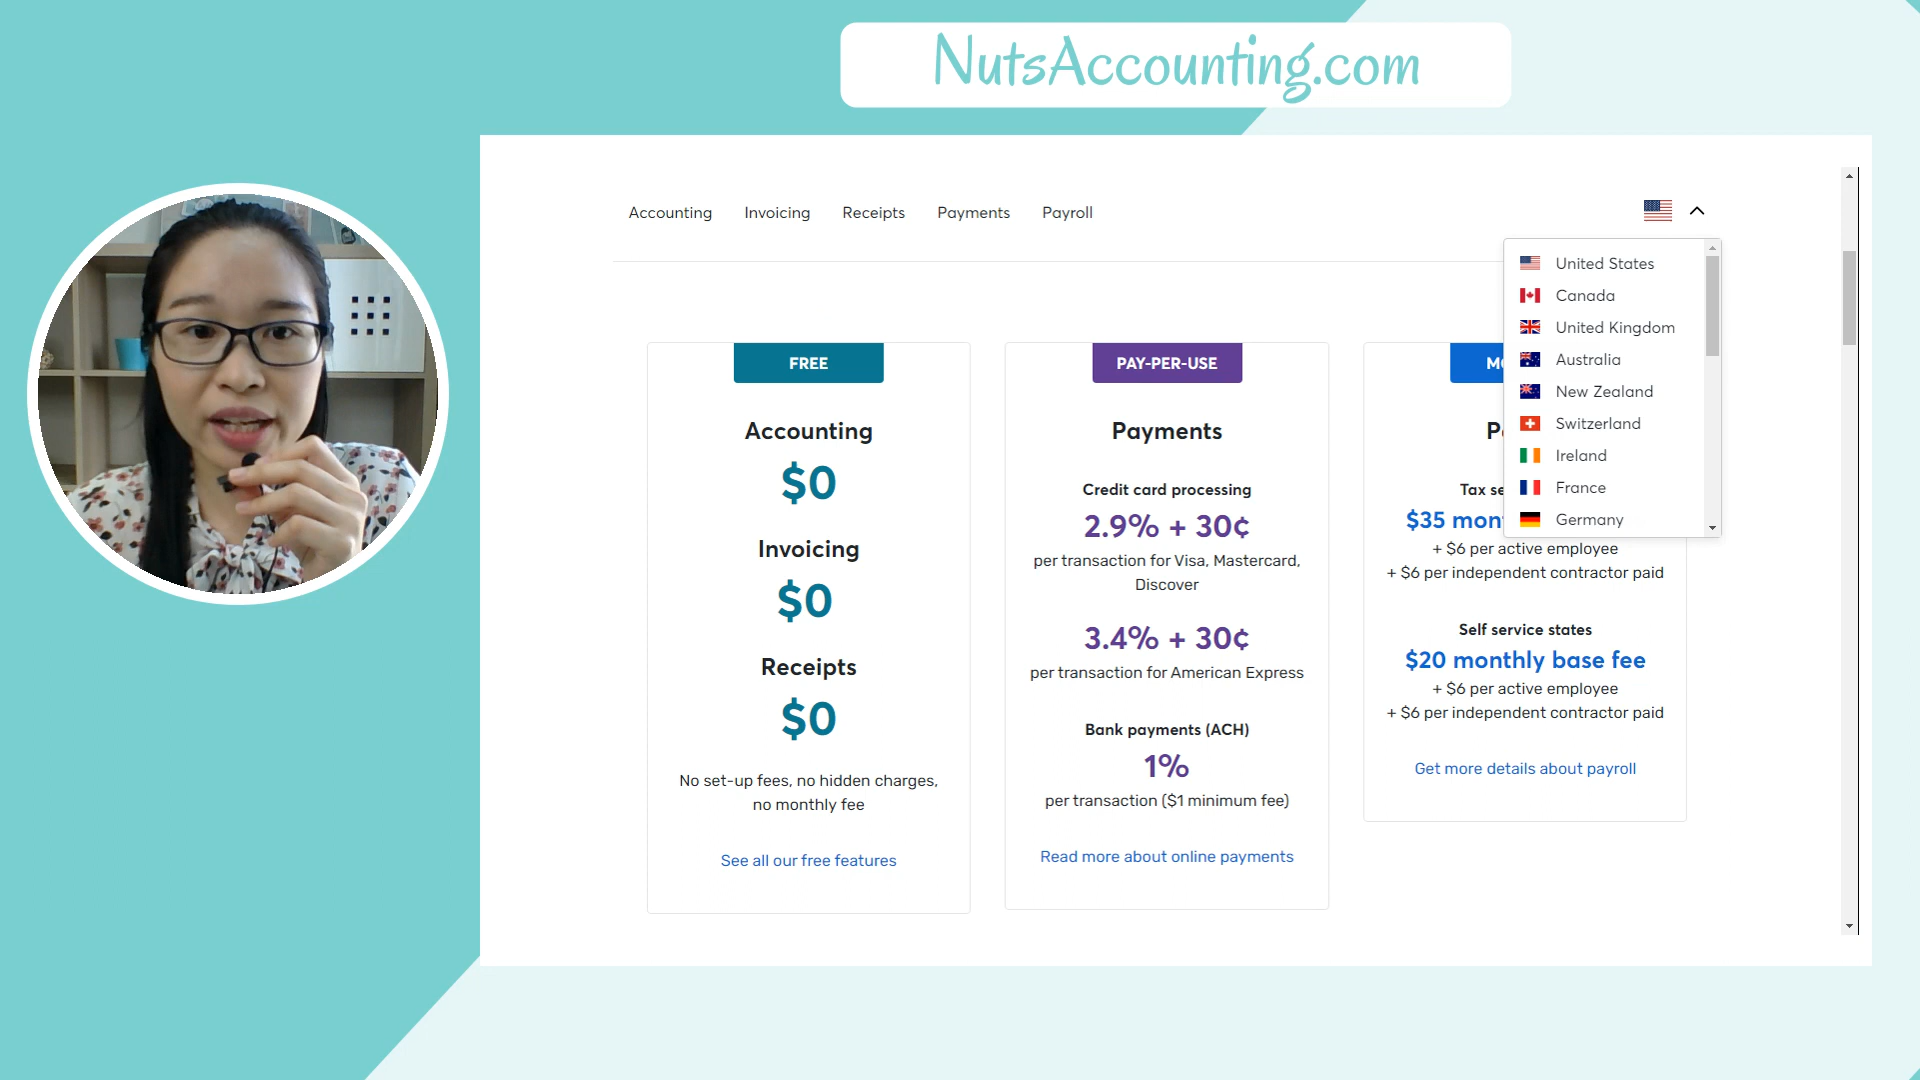 NutsAccounting.com
Accounting
Invoicing
Receipts
Payments
Payroll
United States
Canada
United Kingdom
Australia
New Zealand
Switzerland
Ireland
France
Germany
FREE
Accounting
$0
Invoicing
$0
Receipts
$0
No set-up fees, no hidden charges,
no monthly fee
See all our free features
PAY-PER-USE
Payments
Credit card processing
2.9% + 30¢
per transaction for Visa, Mastercard,
Discover
3.4% + 30¢
per transaction for American Express
Bank payments (ACH)
1%
per transaction ($1 minimum fee)
Read more about online payments
Tax
$35
+ $6 per active employee
+ $6 per independent contractor paid
Self service states
$20 monthly base fee
+ $6 per active employee
+ $6 per independent contractor paid
Get more details about payroll